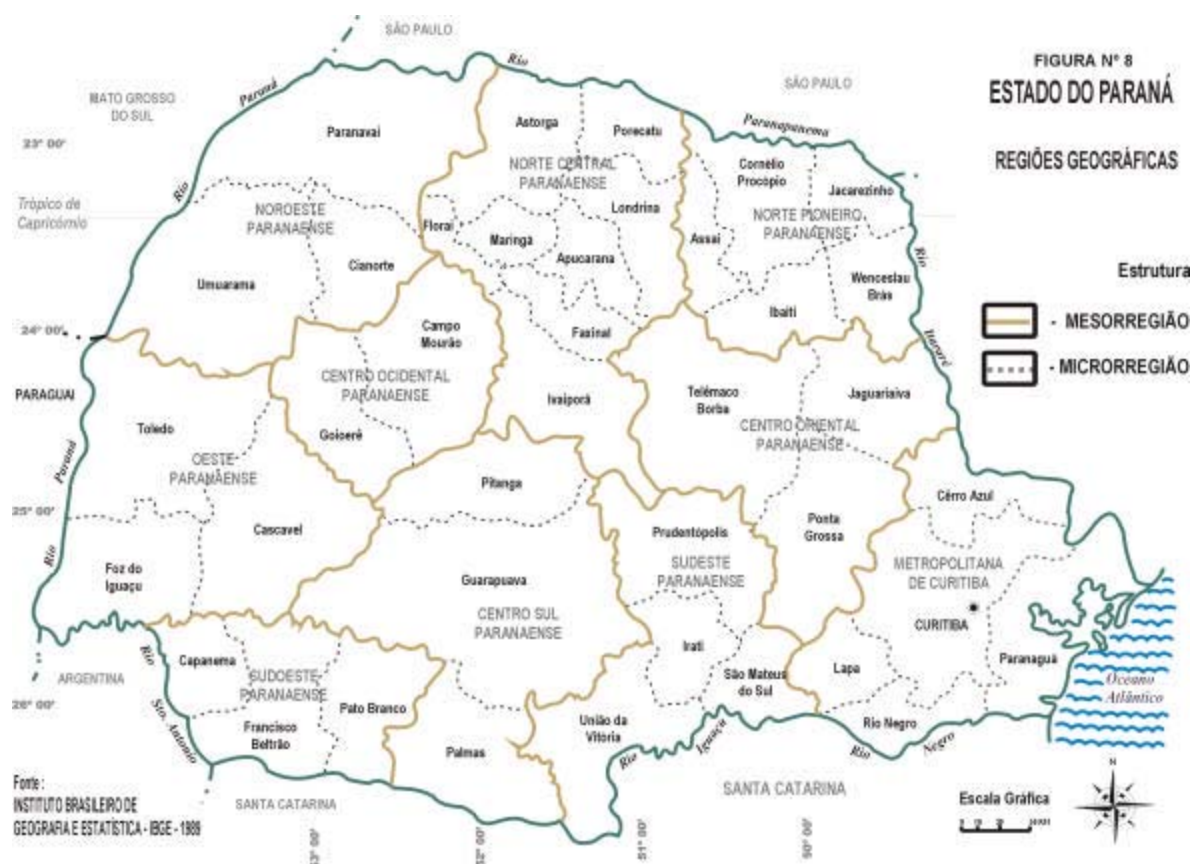 SÃO PAULO
FIGURA Nº 8
ESTADO DO PARANÁ
REGIÕES GEOGRÁFICAS
MATO GROSSO
DO SUL
Paraná
Rio
SÃO PAULO
Paranapanema
23° 00'
Trópico de
Capricórnio
Rio
Paranavaí
Astorga
Porecatu
NORTE CENTRAL
PARANAENSE
Cornélio
Procópio
Jacarezinho
NOROESTE
PARANAENSE
Floraí
Maringá
Londrina
Apucarana
Assaí
NORTE PIONEIRO
PARANAENSE
Umuarama
Cianorte
Wenceslau
Brás
Ibaiti
Rio
Itararé
Estrutura
- MESORREGIÃO
- MICRORREGIÃO
24° 00'
Campo
Mourão
Faxinal
CENTRO OCIDENTAL
PARANAENSE
Ivaiporã
Goioerê
Telêmaco
Borba
Jaguariaiva
CENTRO ORIENTAL
PARANAENSE
PARAGUAI
Paraná
Rio
Toledo
OESTE
PARANAENSE
Pitanga
Cascavel
25° 00'
Foz do
Iguaçu
Prudentópolis
SUDESTE
PARANAENSE
Ponta
Grossa
Cêrro Azul
METROPOLITANA
DE CURITIBA
CURITIBA
Guarapuava
CENTRO SUL
PARANAENSE
Irati
São Mateus
do Sul
Lapa
Paranaguá
Oceano
Atlântico
ARGENTINA
Rio
Sto. Antonio
Capanema
SUDOESTE
PARANAENSE
Pato Branco
Francisco
Beltrão
26° 00'
Palmas
União da
Vitória
Rio
Iguaçu
Rio Negro
Rio
Negro
Fonte :
INSTITUTO BRASILEIRO DE
GEOGRAFIA E ESTATÍSTICA - IBGE - 1989
SANTA CATARINA
SANTA CATARINA
Escala Gráfica
N
52° 00'
51° 00'
50° 00'